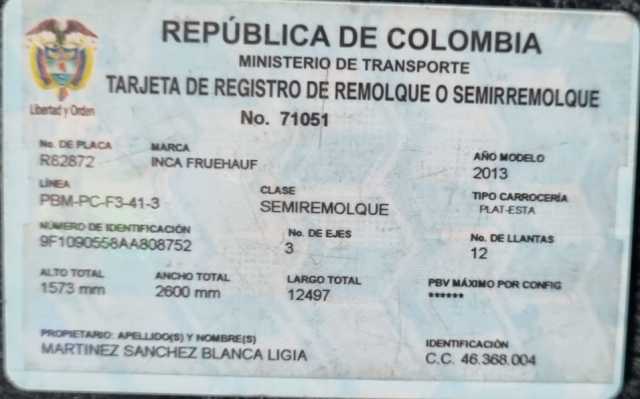 REPÚBLICA DE COLOMBIA
MINISTERIO DE TRANSPORTE
TARJETA DE REGISTRO DE REMOLQUE O SEMIRREMOLQUE
Libertad y Orden
No. 71051
No. DE PLACA MARCA AÑO MODELO
R62872 INCA FRUEHAUF 2013
LÍNEA CLASE TIPO CARROCERÍA
PBM-PC-F3-41-3 SEMIREMOLQUE PLAT-ESTA
NÚMERO DE IDENTIFICACIÓN No. DE EJES No. DE LLANTAS
9F1090558AA808752 3 12
ALTO TOTAL ANCHO TOTAL LARGO TOTAL PBV MÁXIMO POR CONFIG
1573 mm 2600 mm 12497 ******
PROPIETARIO: APELLIDO(S) Y NOMBRE(S) IDENTIFICACIÓN
MARTINEZ SANCHEZ BLANCA LIGIA C.C. 46.368.004